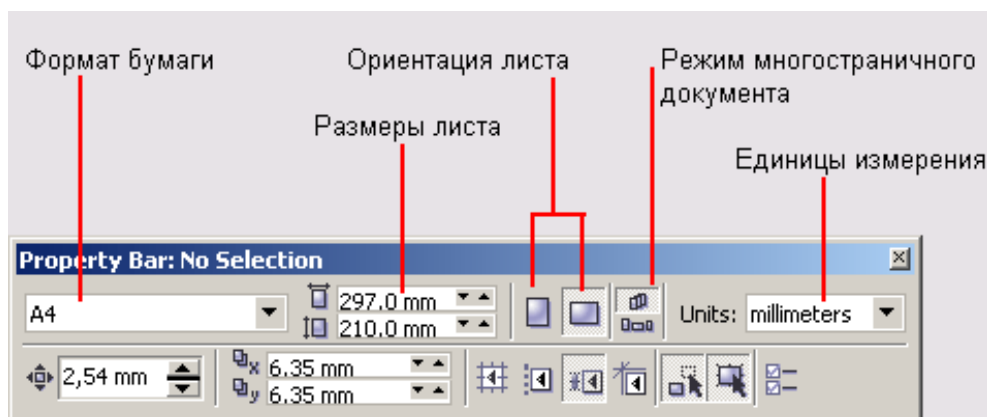 Формат бумаги
Ориентация листа
Режим многостраничного
документа
Размеры листа
Единицы измерения
Property Bar: No Selection
A4
297.0 mm
210.0 mm
Units: millimeters
2,54 mm
x 6.35 mm
y 6.35 mm